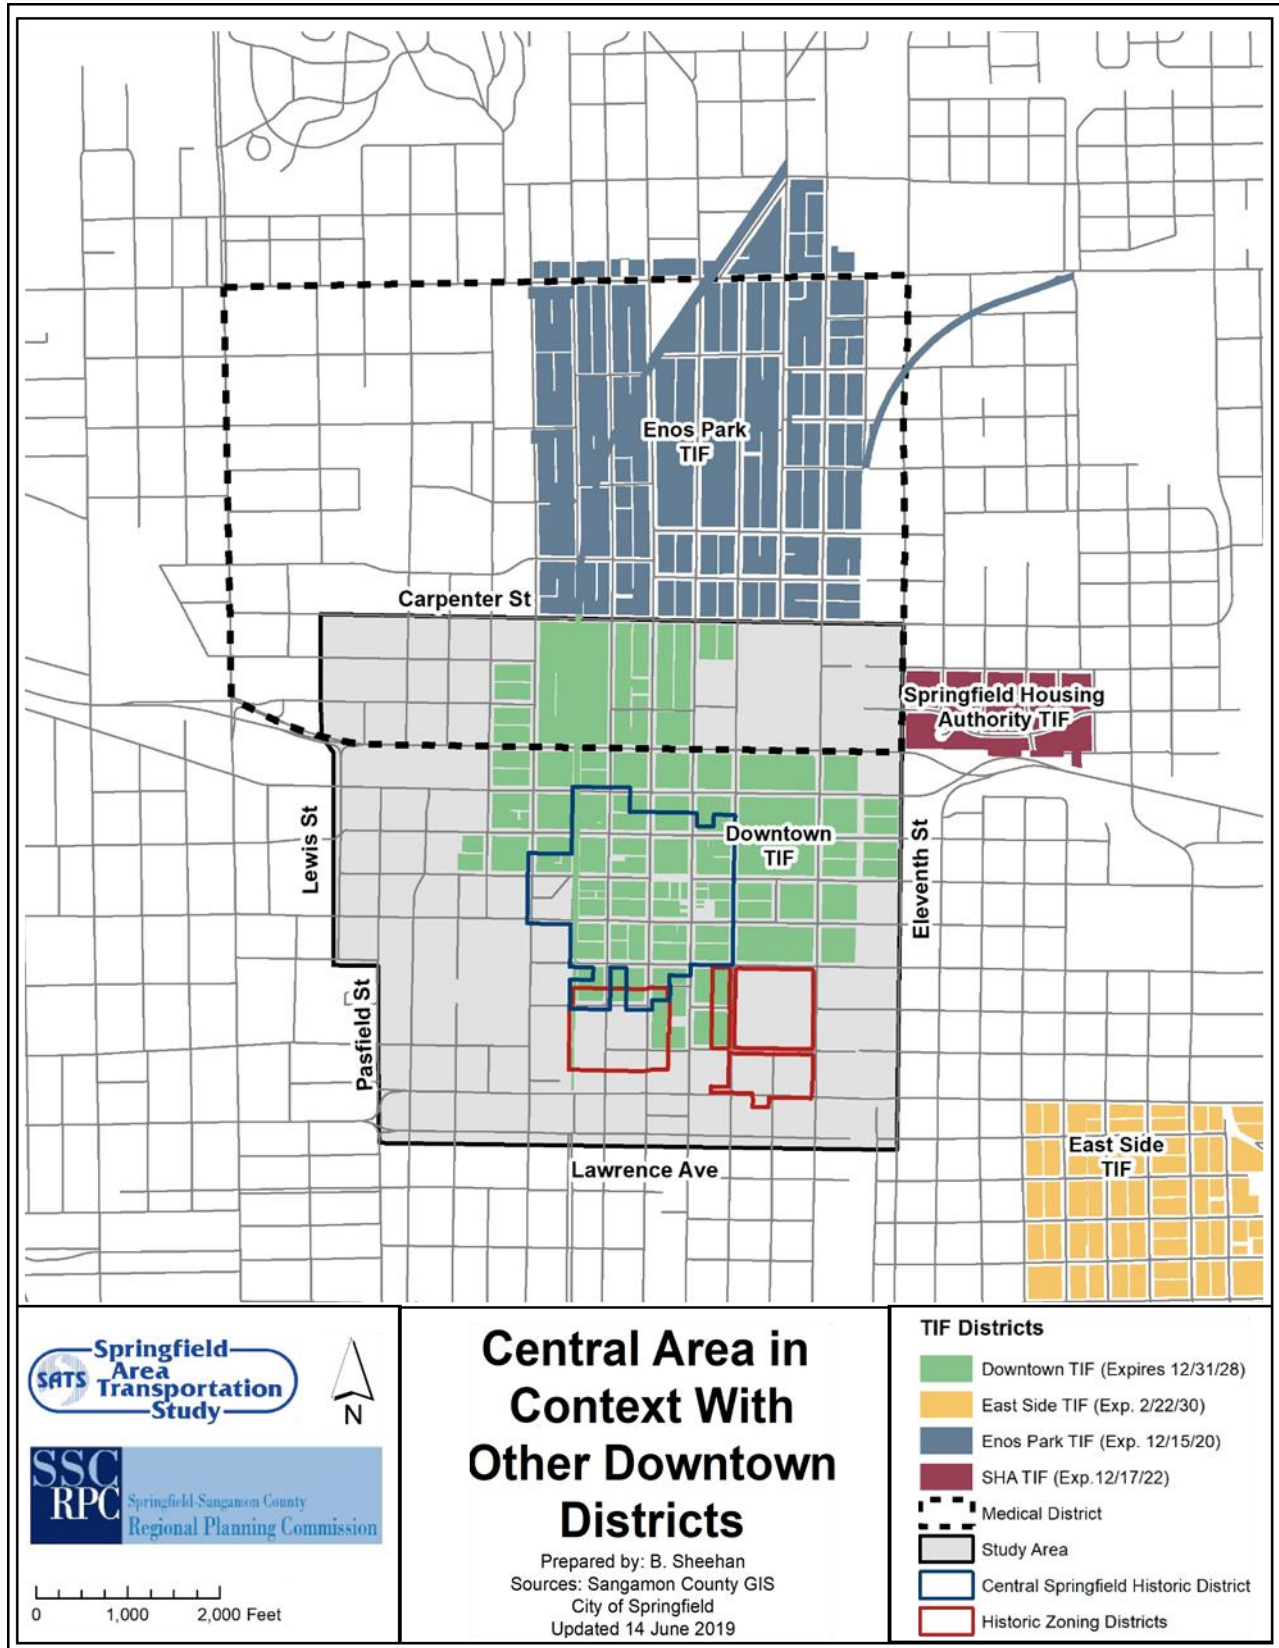 Enos Park
TIF
Carpenter St
Springfield Housing
Authority TIF
Downtown
TIF
Lewis St
Eleventh St
Pasfield St
East Side
TIF
Lawrence Ave
Springfield
Area
Transportation
Study
SATS
N
SSC
RPC
Springfield-Sangamon County
Regional Planning Commission
0 1,000 2,000 Feet
Central Area in
Context With
Other Downtown
Districts
Prepared by: B. Sheehan
Sources: Sangamon County GIS
City of Springfield
Updated 14 June 2019
TIF Districts
Downtown TIF (Expires 12/31/28)
East Side TIF (Exp. 2/22/30)
Enos Park TIF (Exp. 12/15/20)
SHA TIF (Exp.12/17/22)
Medical District
Study Area
Central Springfield Historic District
Historic Zoning Districts